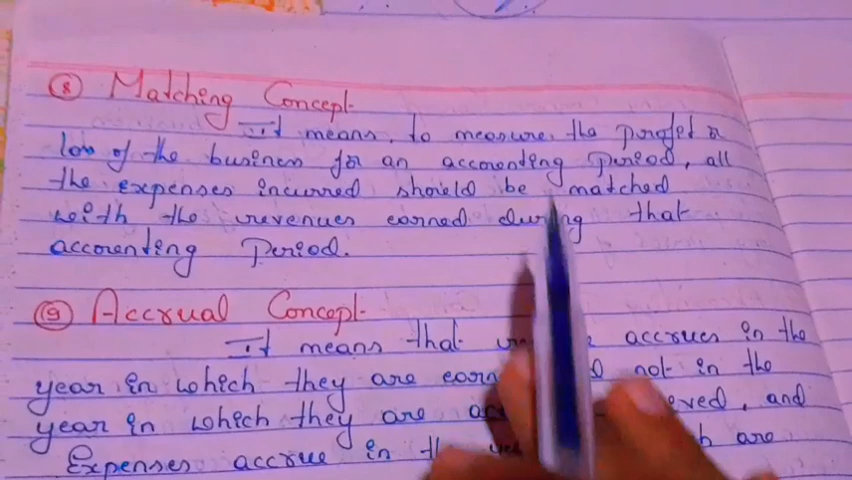 ⑧ Matching Concept
It means, to measure the profet or
loss of the business for an accounting Period, all
the expenses incurred should be matched
with the revenues earned during that
accounting Period.
⑨ Accrual Concept
It means that accrues in the
year in which they are not in the
year in which they are and
Expenses accrue in the are